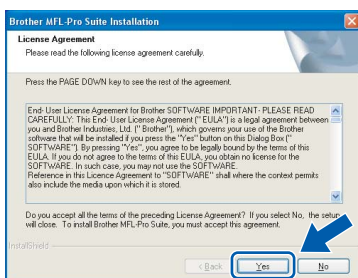 Brother MFL-Pro Suite Installation
License Agreement
Please read the following license agreement carefully.
Press the PAGE DOWN key to see the rest of the agreement.
End- User License Agreement for Brother SOFTWARE IMPORTANT- PLEASE READ
CAREFULLY: This End- User License Agreement (" EULA") is a legal agreement between
you and Brother Industries, Ltd. (" Brother"), which governs your use of the Brother
software that will be installed if you press the "Yes" button on this Dialog Box ("
SOFTWARE"). By pressing "Yes", you agree to be legally bound by the terms of this
EULA. If you do not agree to the terms of this EULA, you obtain no license for the
SOFTWARE. In such case, you may not use the SOFTWARE.
Reference in this Licence Agreement to "SOFTWARE" shall where the context permits
also include the media upon which it is stored.
Do you accept all the terms of the preceding License Agreement? If you select No, the setup
will close. To install Brother MFL-Pro Suite, you must accept this agreement.
InstallShield
< Back Yes No